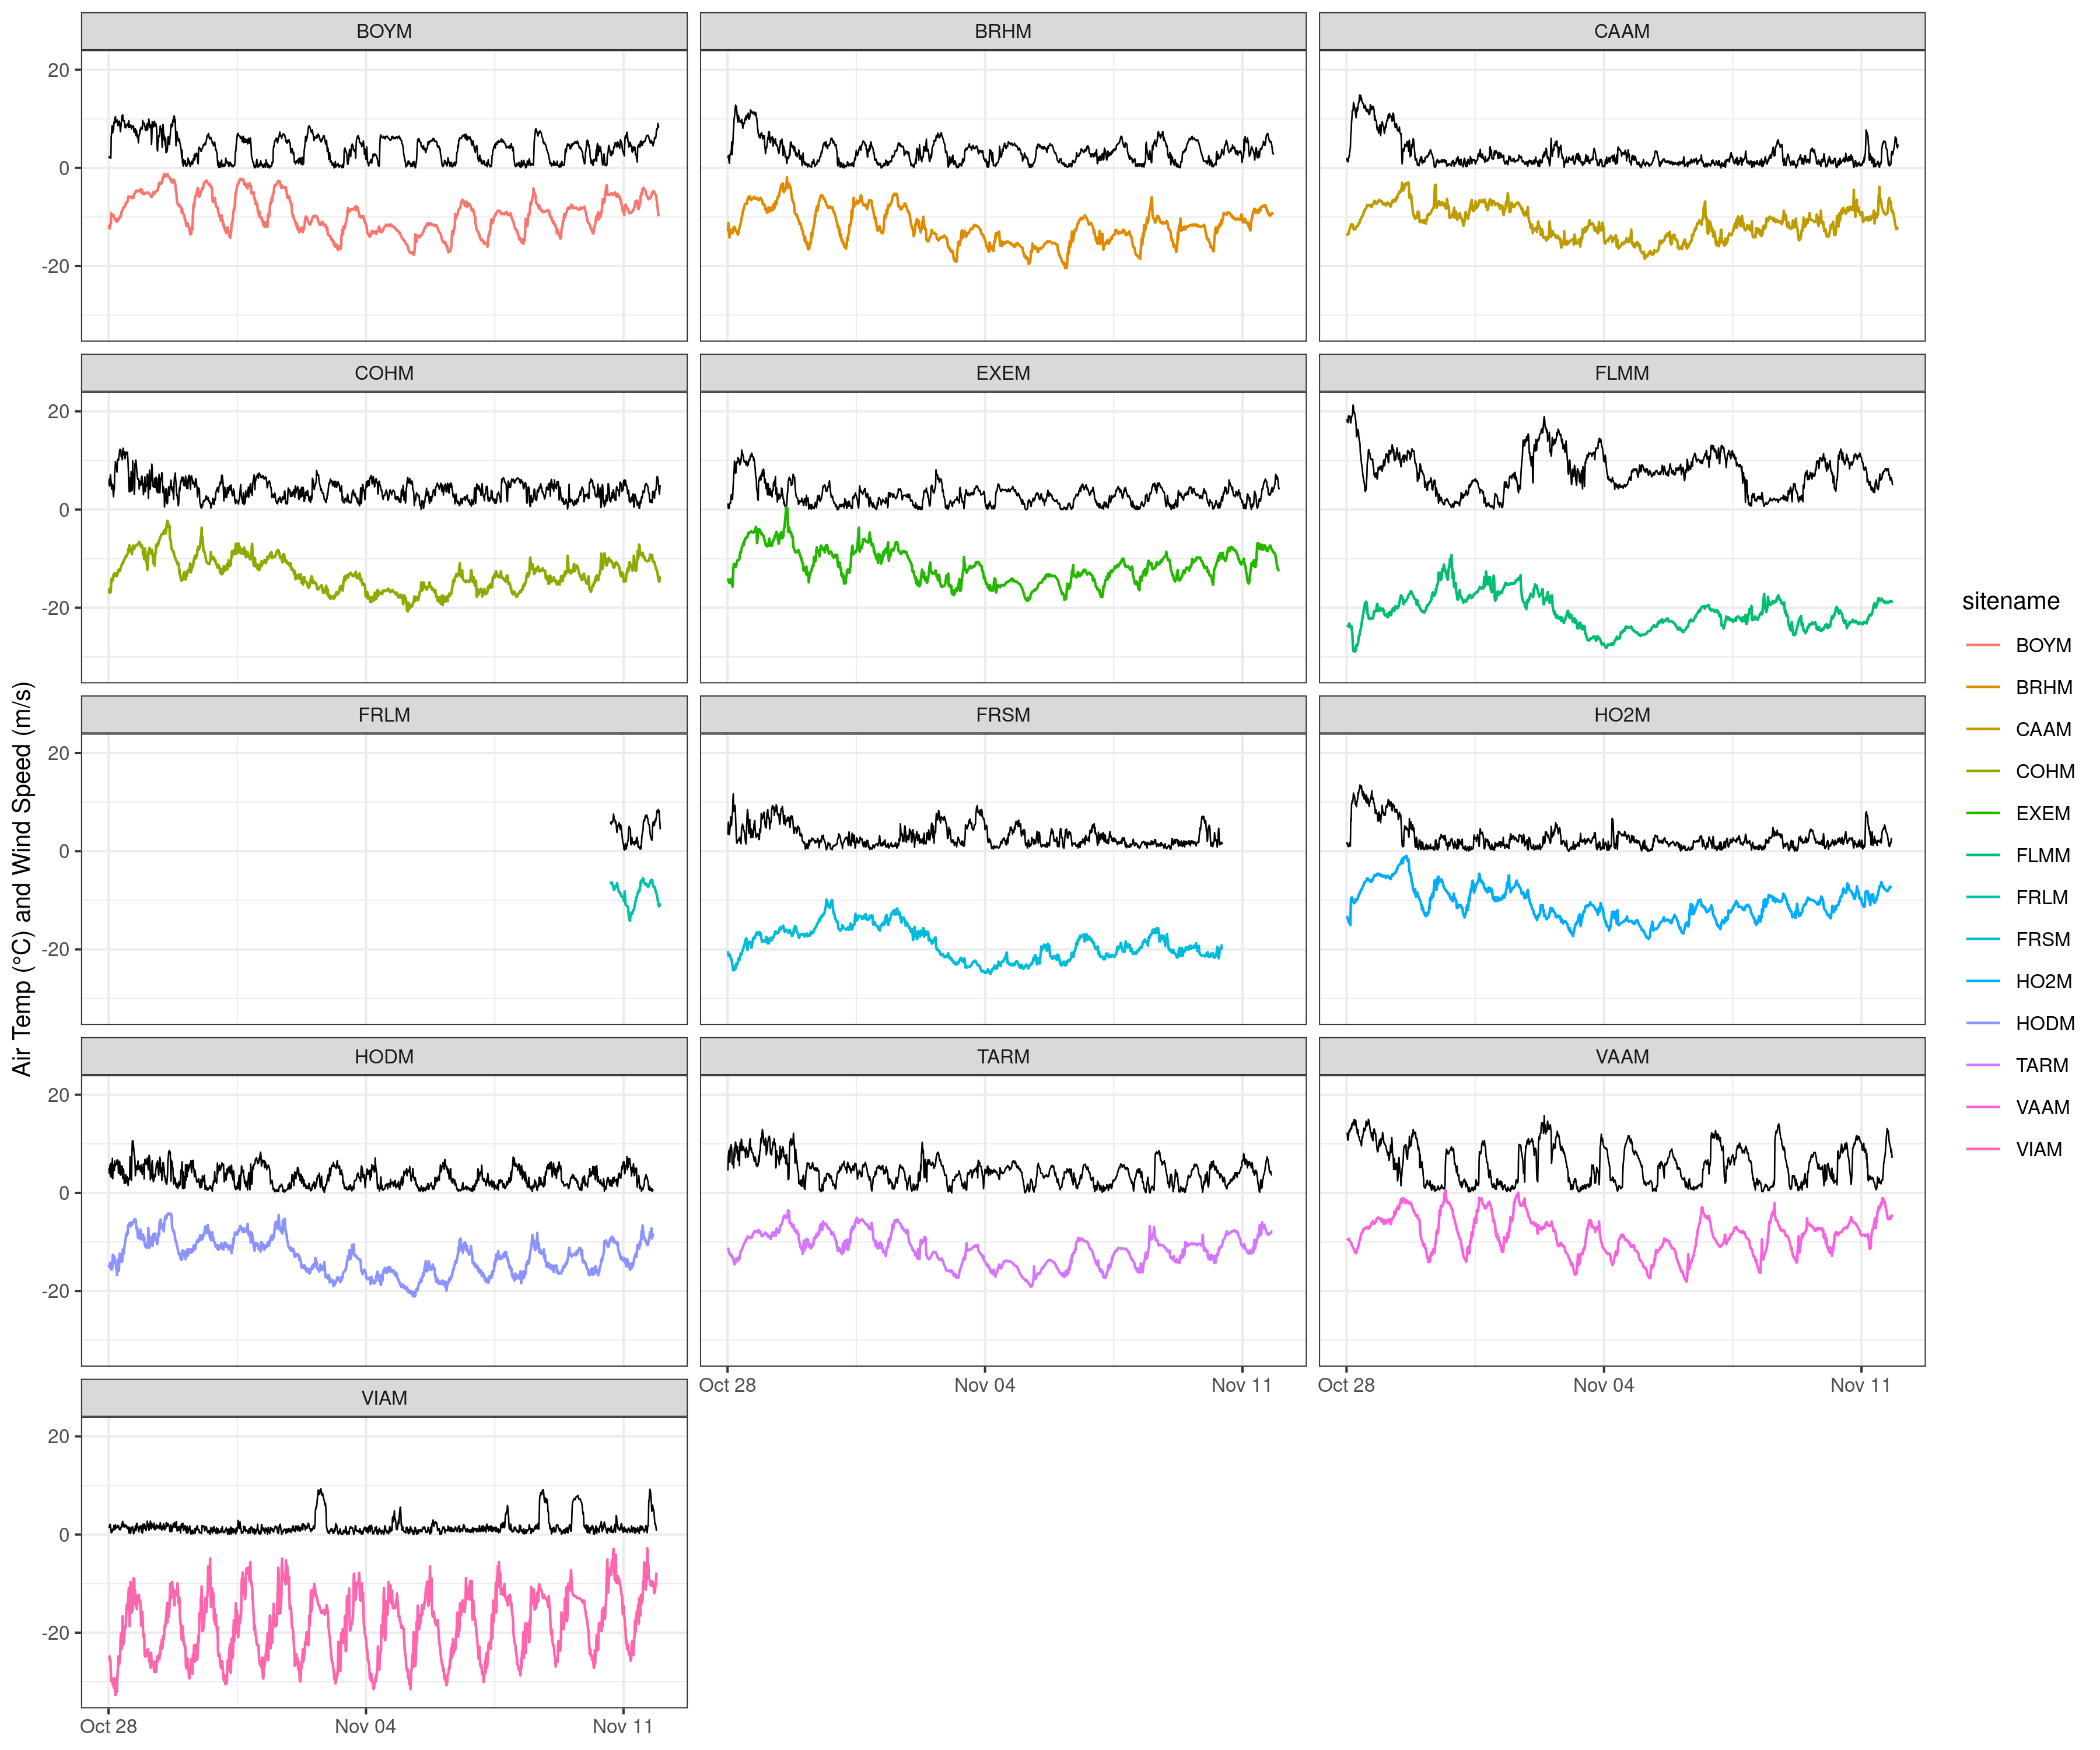 BOYM
BRHM
CAAM
20
0
-20
COHM
EXEM
FLMM
20
0
-20
FRLM
FRSM
HO2M
20
0
-20
HODM
TARM
VAAM
20
0
-20
Oct 28
Nov 04
Nov 11
Oct 28
Nov 04
Nov 11
VIAM
20
0
-20
Oct 28
Nov 04
Nov 11
Air Temp (°C) and Wind Speed (m/s)
sitename
BOYM
BRHM
CAAM
COHM
EXEM
FLMM
FRLM
FRSM
HO2M
HODM
TARM
VAAM
VIAM